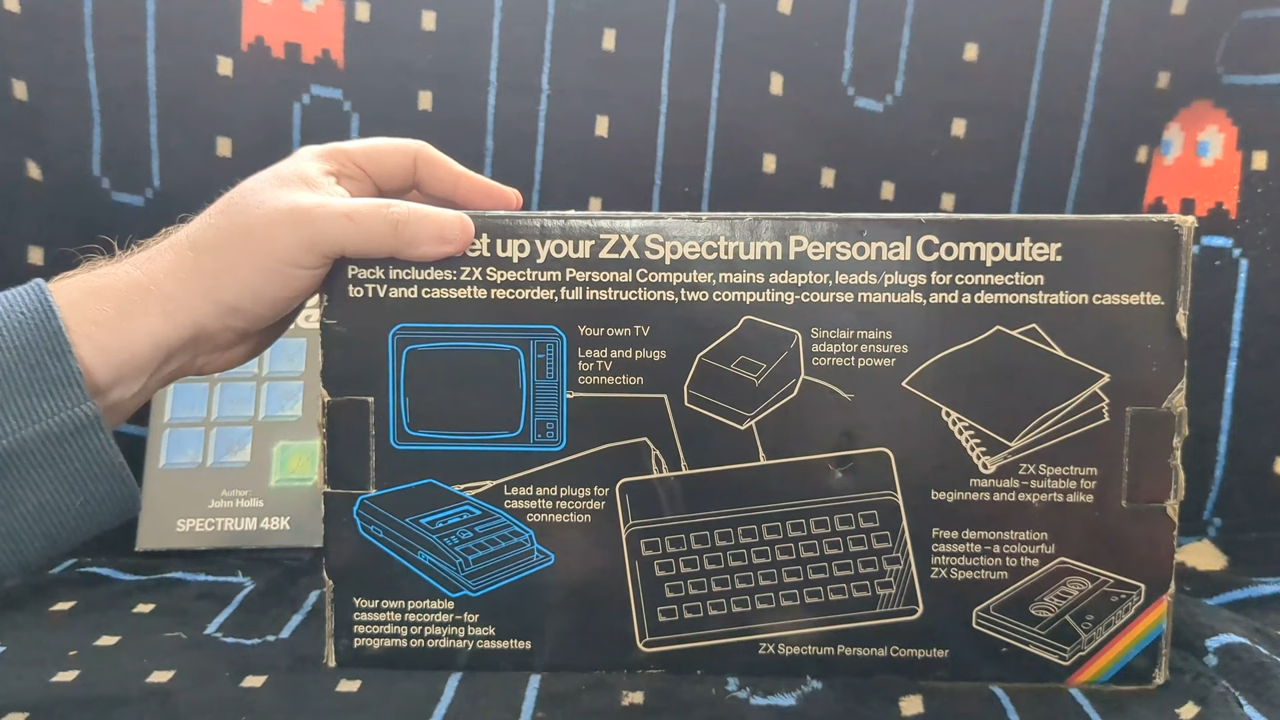 et up your ZX Spectrum Personal Computer.
Pack includes: ZX Spectrum Personal Computer, mains adaptor, leads/plugs for connection
to TV and cassette recorder, full instructions, two computing-course manuals, and a demonstration cassette.
Your own TV
Lead and plugs
for TV
connection
Sinclair mains
adaptor ensures
correct power
ZX Spectrum
manuals – suitable for
beginners and experts alike
Lead and plugs for
cassette recorder
connection
Author:
John Hollis
SPECTRUM 48K
Free demonstration
cassette – a colourful
introduction to the
ZX Spectrum
Your own portable
cassette recorder – for
recording or playing back
programs on ordinary cassettes
ZX Spectrum Personal Computer